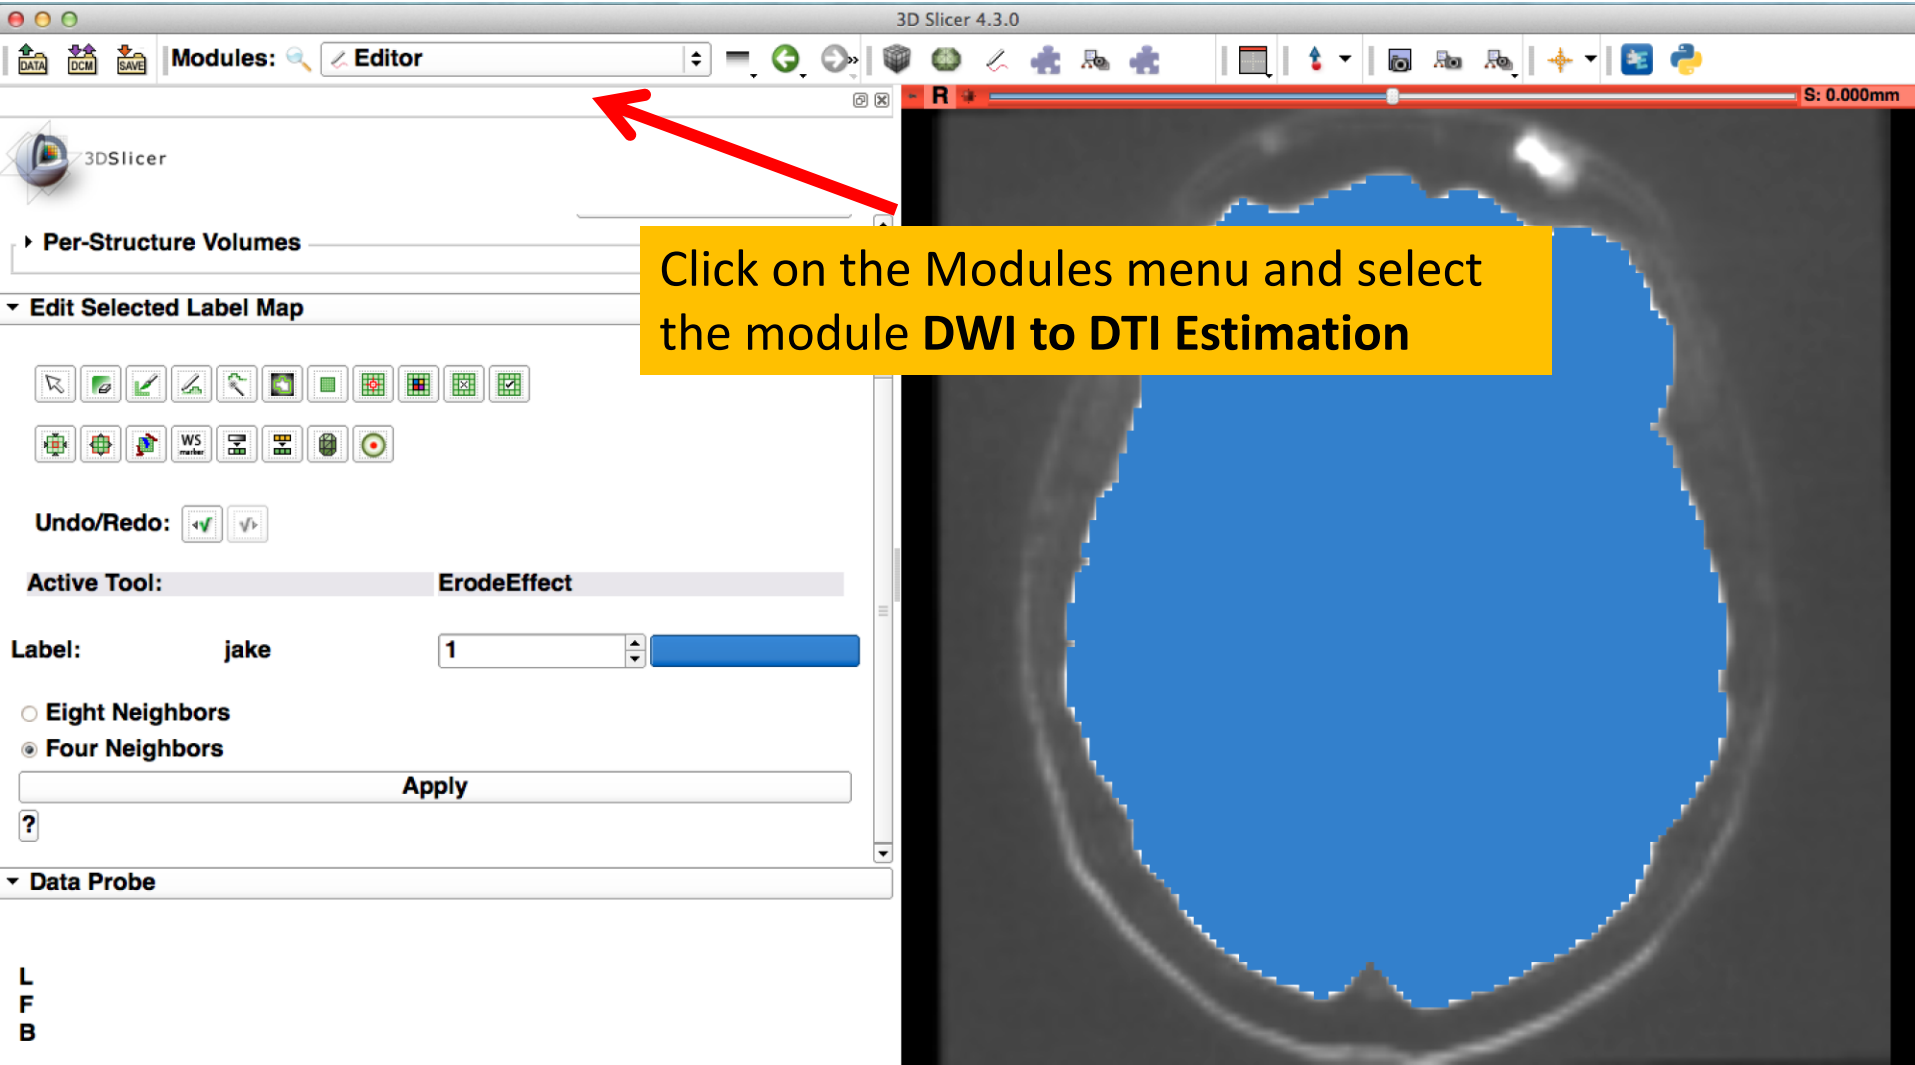 3D Slicer 4.3.0
DATA DCM SAVE Modules: Editor
R S: 0.000mm
3DSlicer
Per-Structure Volumes
Click on the Modules menu and select
the module DWI to DTI Estimation
Edit Selected Label Map
WS
marker
Undo/Redo:
Active Tool: ErodeEffect
Label: jake 1
Eight Neighbors
Four Neighbors
Apply
?
Data Probe
L
F
B